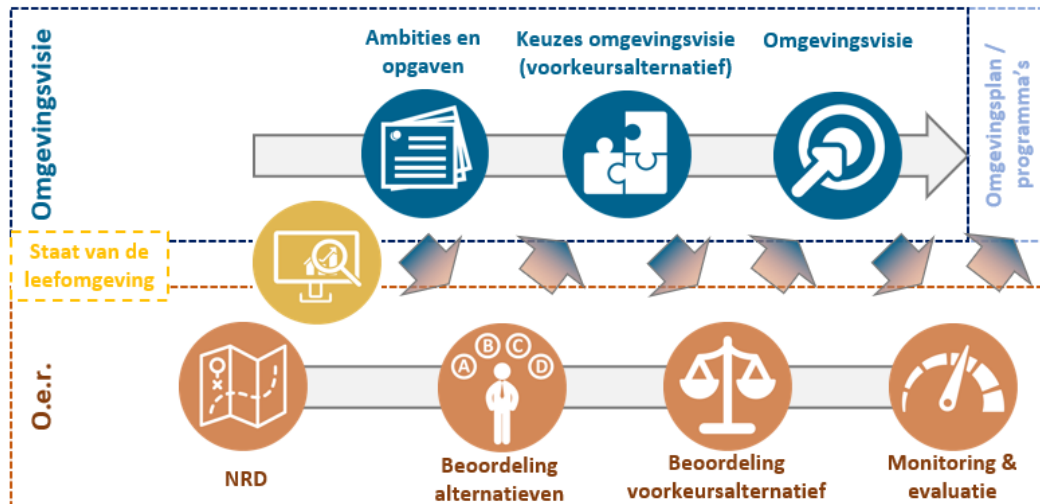 Omgevingsvisie
Ambities en
opgaven
Keuzes omgevingsvisie
(voorkeursalternatief)
Omgevingsvisie
Omgevingsplan /
programma's
Staat van de
leefomgeving
O.e.r.
A
B
C
D
NRD
Beoordeling
alternatieven
Beoordeling
voorkeursalternatief
Monitoring &
evaluatie